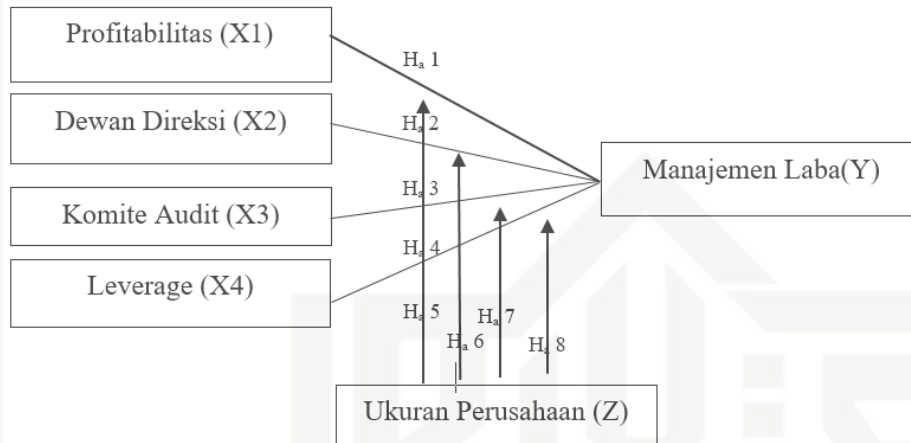 Profitabilitas (X1)
Hₐ 1
Dewan Direksi (X2)
Hₐ 2
Manajemen Laba(Y)
Hₐ 3
Komite Audit (X3)
Hₐ 4
Leverage (X4)
Hₐ 5
Hₐ 7
Hₐ 6
Hₐ 8
Ukuran Perusahaan (Z)